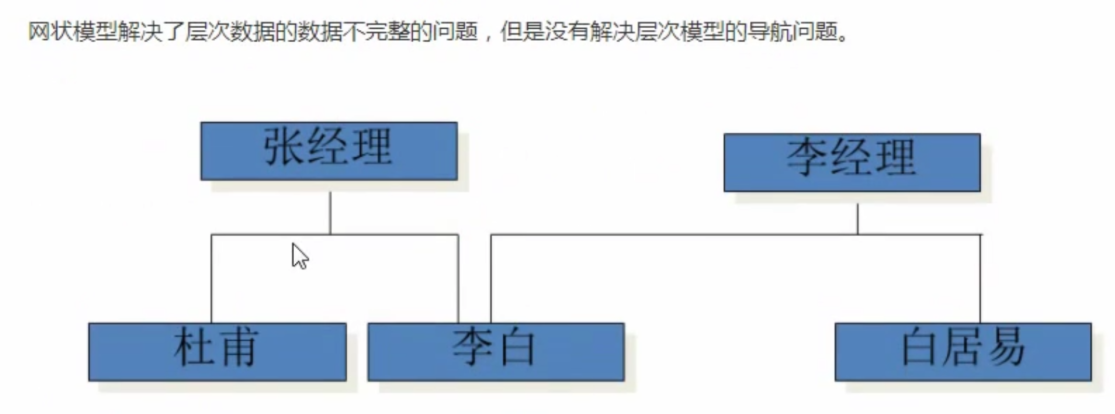 网状模型解决了层次数据的数据不完整的问题，但是没有解决层次模型的导航问题。
张经理
李经理
杜甫
李白
白居易